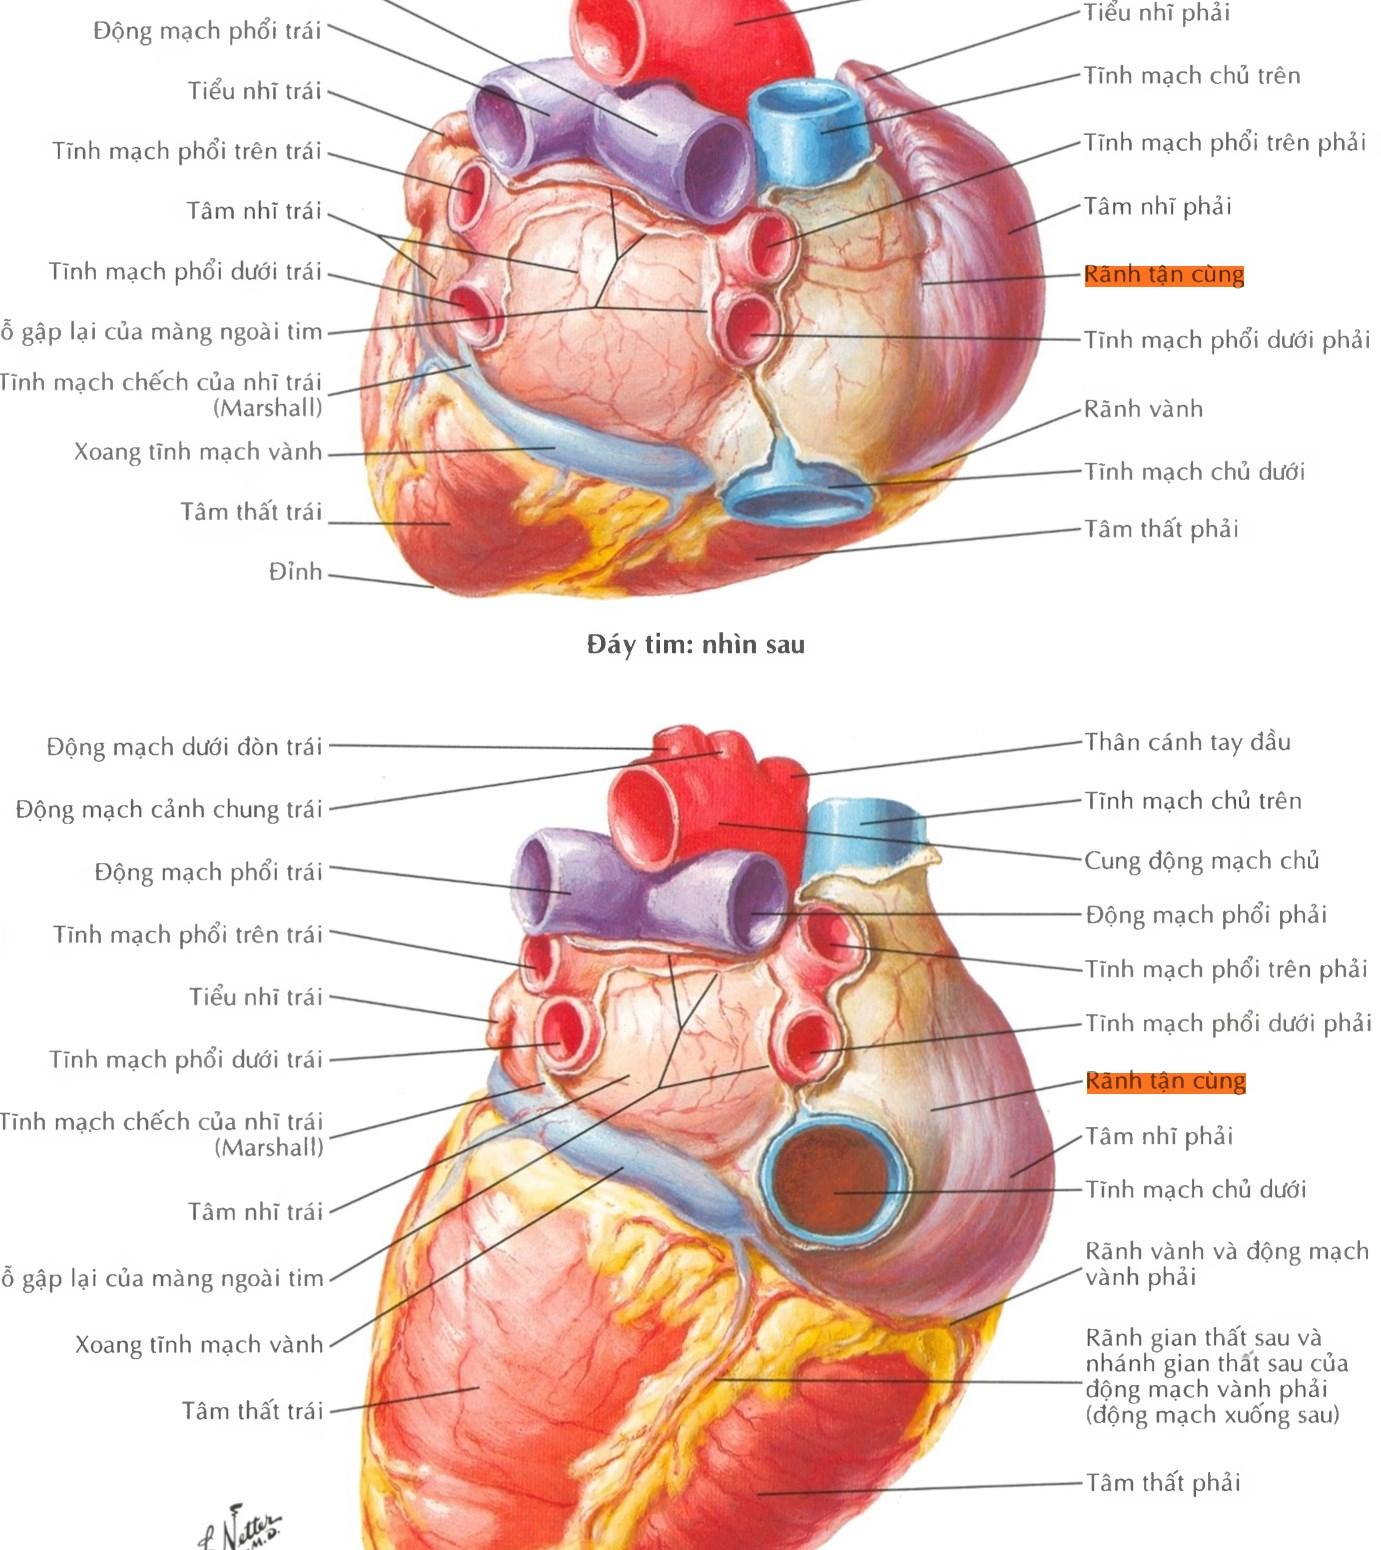 Động mạch phổi trái
Tiểu nhĩ trái
Tĩnh mạch phổi trên trái
Tâm nhĩ trái
Tĩnh mạch phổi dưới trái
ỗ gập lại của màng ngoài tim
Tĩnh mạch chếch của nhĩ trái
(Marshall)
Xoang tĩnh mạch vành
Tâm thất trái
Đỉnh
Tiểu nhĩ phải
Tĩnh mạch chủ trên
Tĩnh mạch phổi trên phải
Tâm nhĩ phải
Rãnh tận cùng
Tĩnh mạch phổi dưới phải
Rãnh vành
Tĩnh mạch chủ dưới
Tâm thất phải
Đáy tim: nhìn sau
Động mạch dưới đòn trái
Động mạch cảnh chung trái
Động mạch phổi trái
Tĩnh mạch phổi trên trái
Tiểu nhĩ trái
Tĩnh mạch phổi dưới trái
Tĩnh mạch chếch của nhĩ trái
(Marshall)
Tâm nhĩ trái
ỗ gập lại của màng ngoài tim
Xoang tĩnh mạch vành
Tâm thất trái
Thân cánh tay đầu
Tĩnh mạch chủ trên
Cung động mạch chủ
Động mạch phổi phải
Tĩnh mạch phổi trên phải
Tĩnh mạch phổi dưới phải
Rãnh tận cùng
Tâm nhĩ phải
Tĩnh mạch chủ dưới
Rãnh vành và động mạch
vành phải
Rãnh gian thất sau và
nhánh gian thất sau của
động mạch vành phải
(động mạch xuống sau)
Tâm thất phải
Netter
M.D.